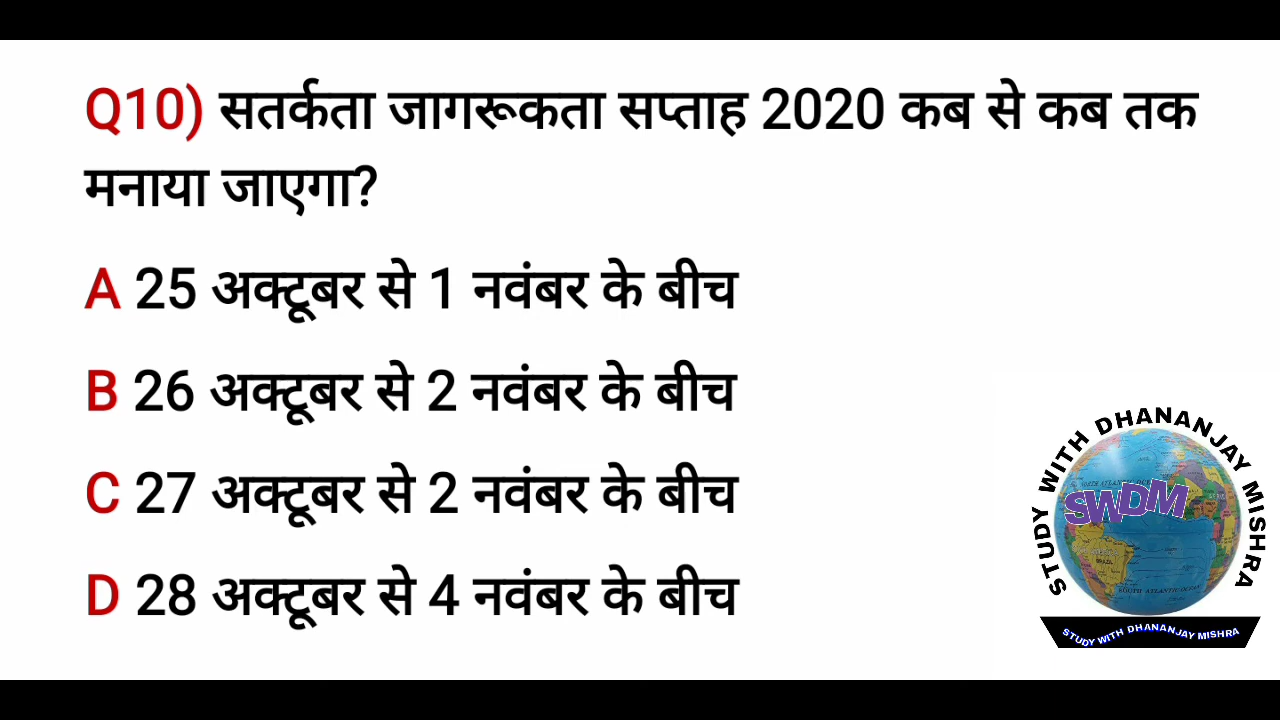 Q10) सतर्कता जागरूकता सप्ताह 2020 कब से कब तक
मनाया जाएगा?
A 25 अक्टूबर से 1 नवंबर के बीच
B 26 अक्टूबर से 2 नवंबर के बीच
C 27 अक्टूबर से 2 नवंबर के बीच
D 28 अक्टूबर से 4 नवंबर के बीच
STUDY WITH DHANANJAY MISHRA
SWDM
STUDY WITH DHANANJAY MISHRA